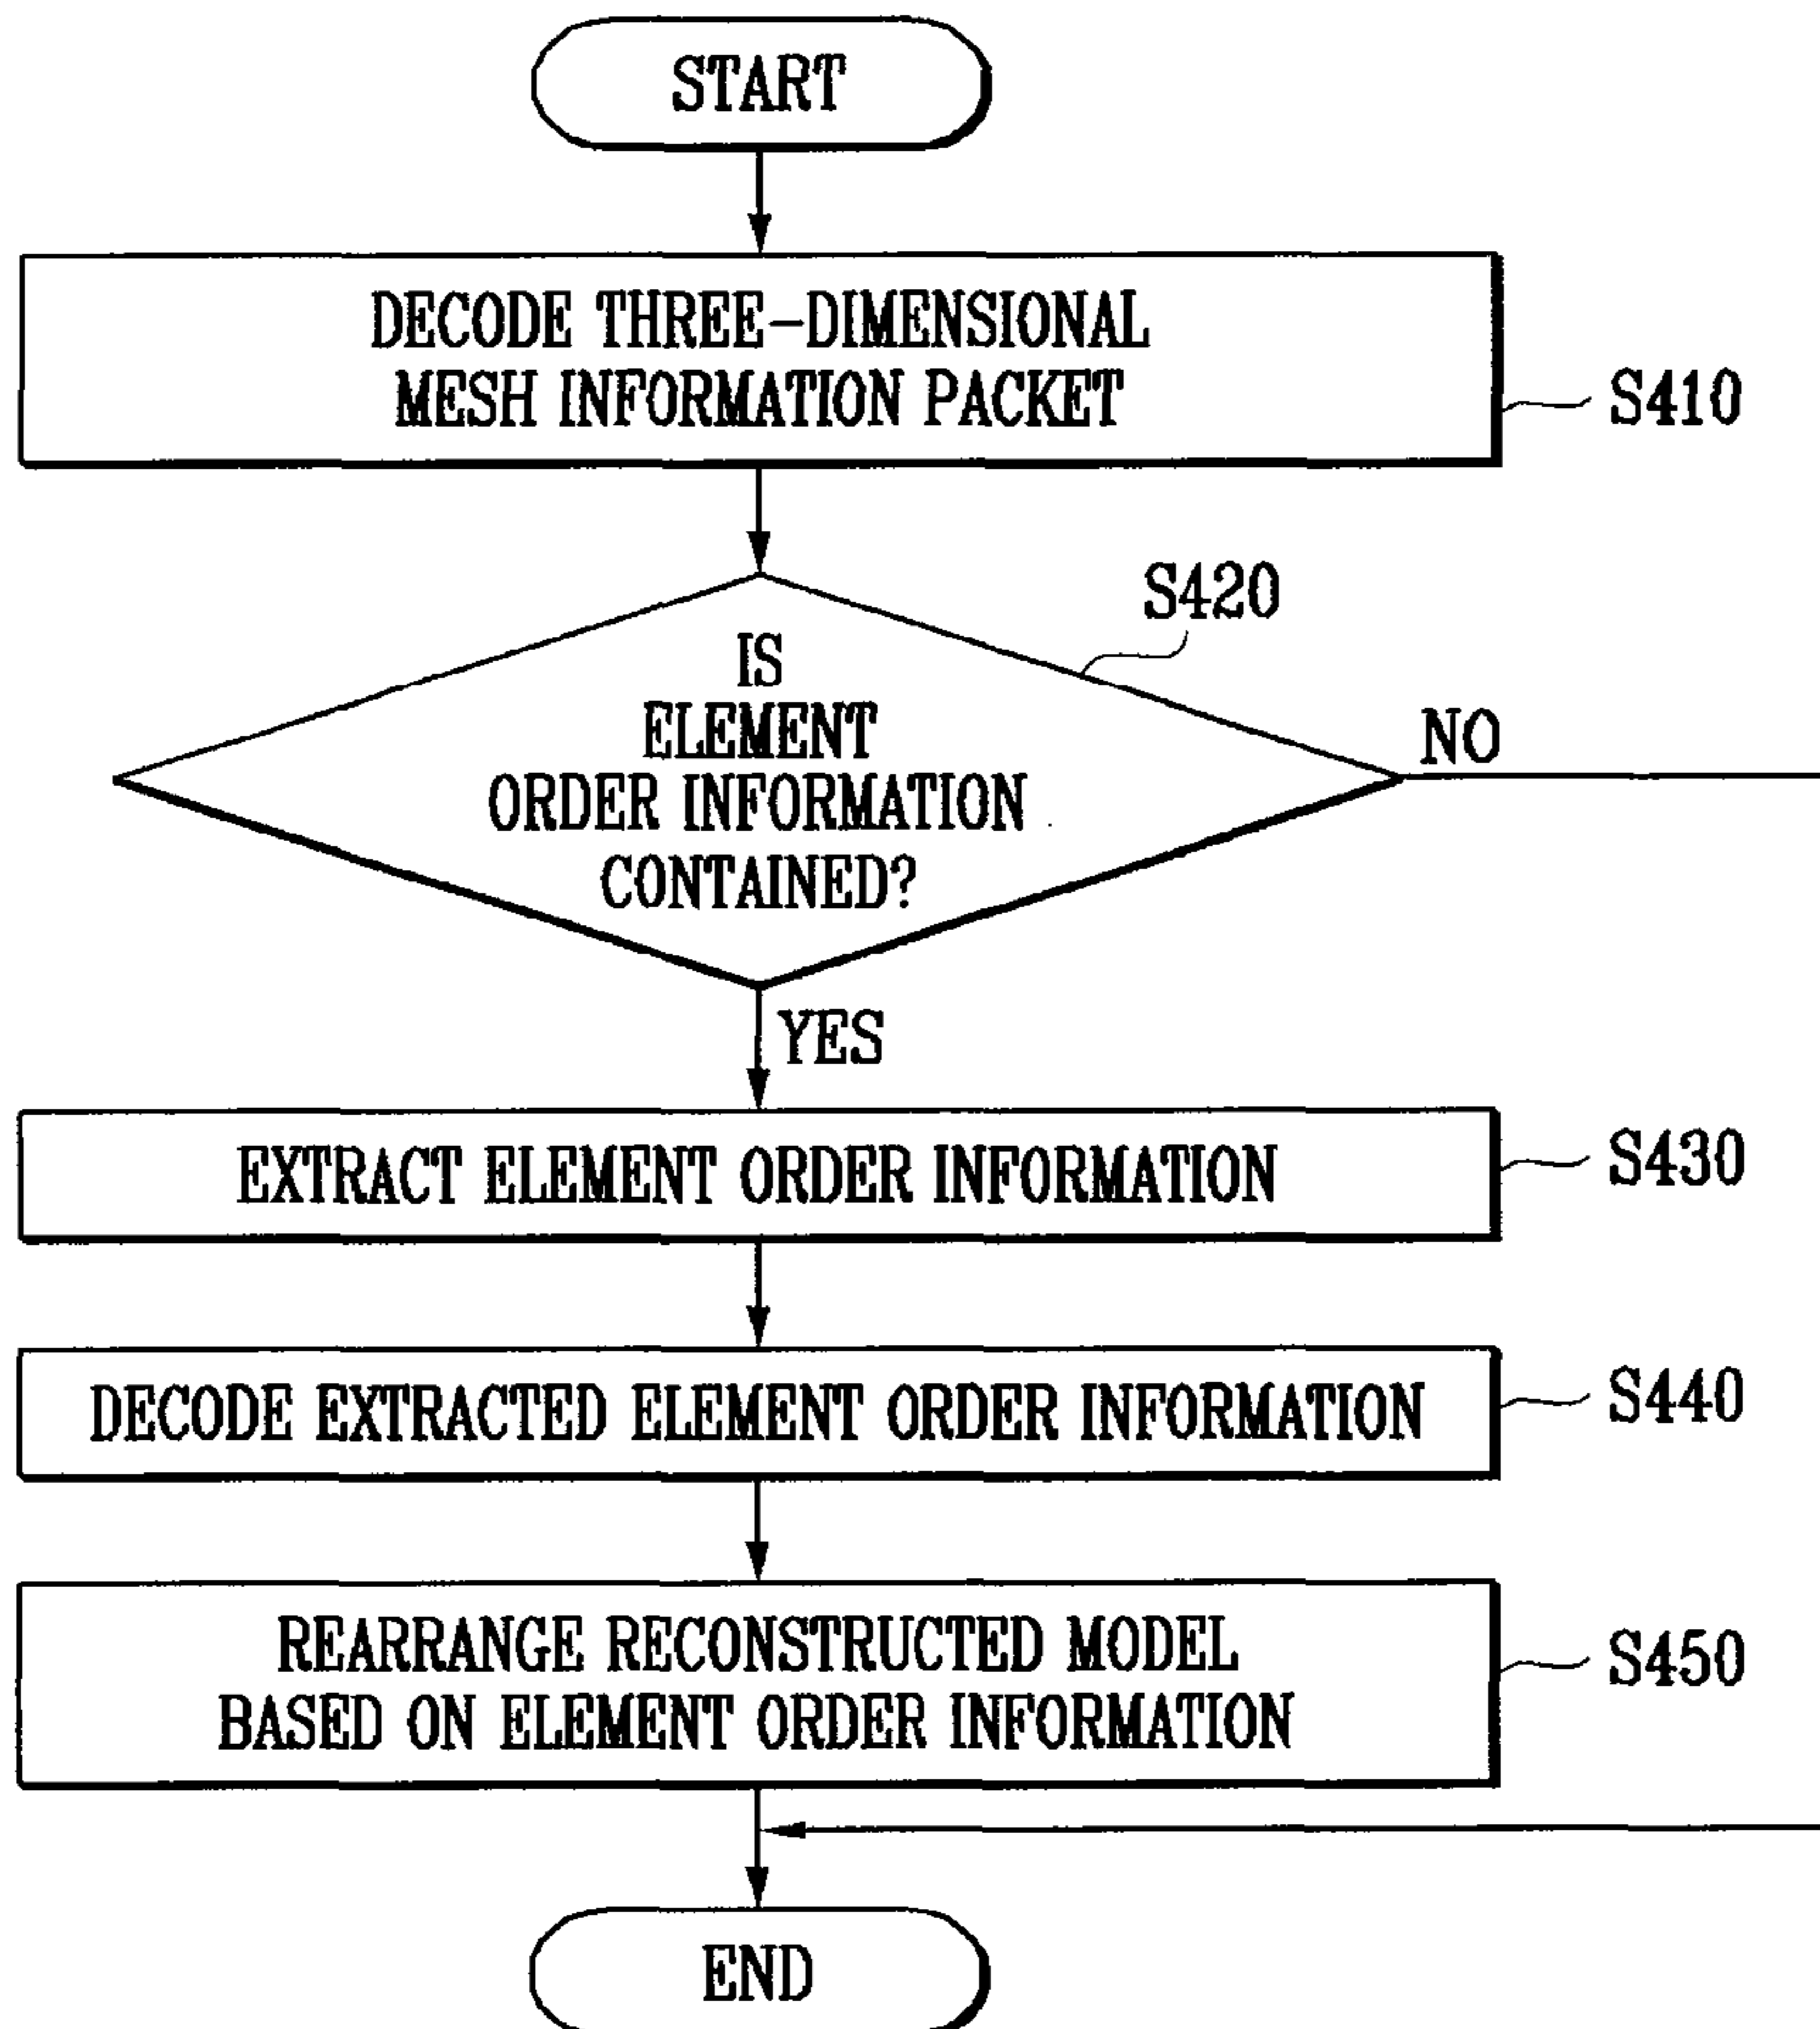 START
DECODE THREE-DIMENSIONAL
MESH INFORMATION PACKET
S410
S420
IS
ELEMENT
ORDER INFORMATION
CONTAINED?
NO
YES
EXTRACT ELEMENT ORDER INFORMATION
S430
DECODE EXTRACTED ELEMENT ORDER INFORMATION
S440
REARRANGE RECONSTRUCTED MODEL
BASED ON ELEMENT ORDER INFORMATION
S450
END